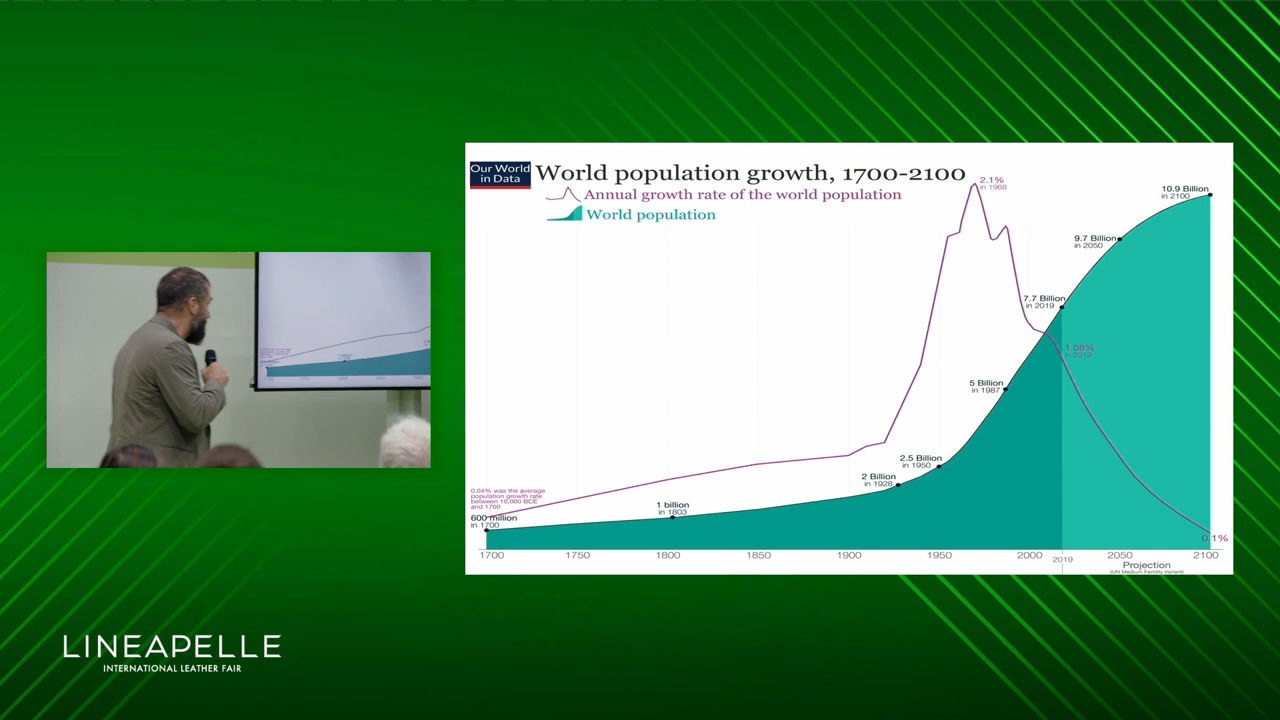 Our World
in Data
World population growth, 1700-2100
Annual growth rate of the world population
World population
2.1%
in 1968
10.9 Billion
in 2100
9.7 Billion
in 2050
7.7 Billion
in 2019
1.08%
in 2019
5 Billion
in 1987
2.5 Billion
in 1950
2 Billion
in 1928
1 billion
in 1803
0.04% was the average
population growth rate
between 10,000 BCE
and 1700
600 million
in 1700
0.1%
1700 1750 1800 1850 1900 1950 2000 2019 2050 2100
Projection
(UN Medium Fertility Variant)
LINEAPELLE
INTERNATIONAL LEATHER FAIR